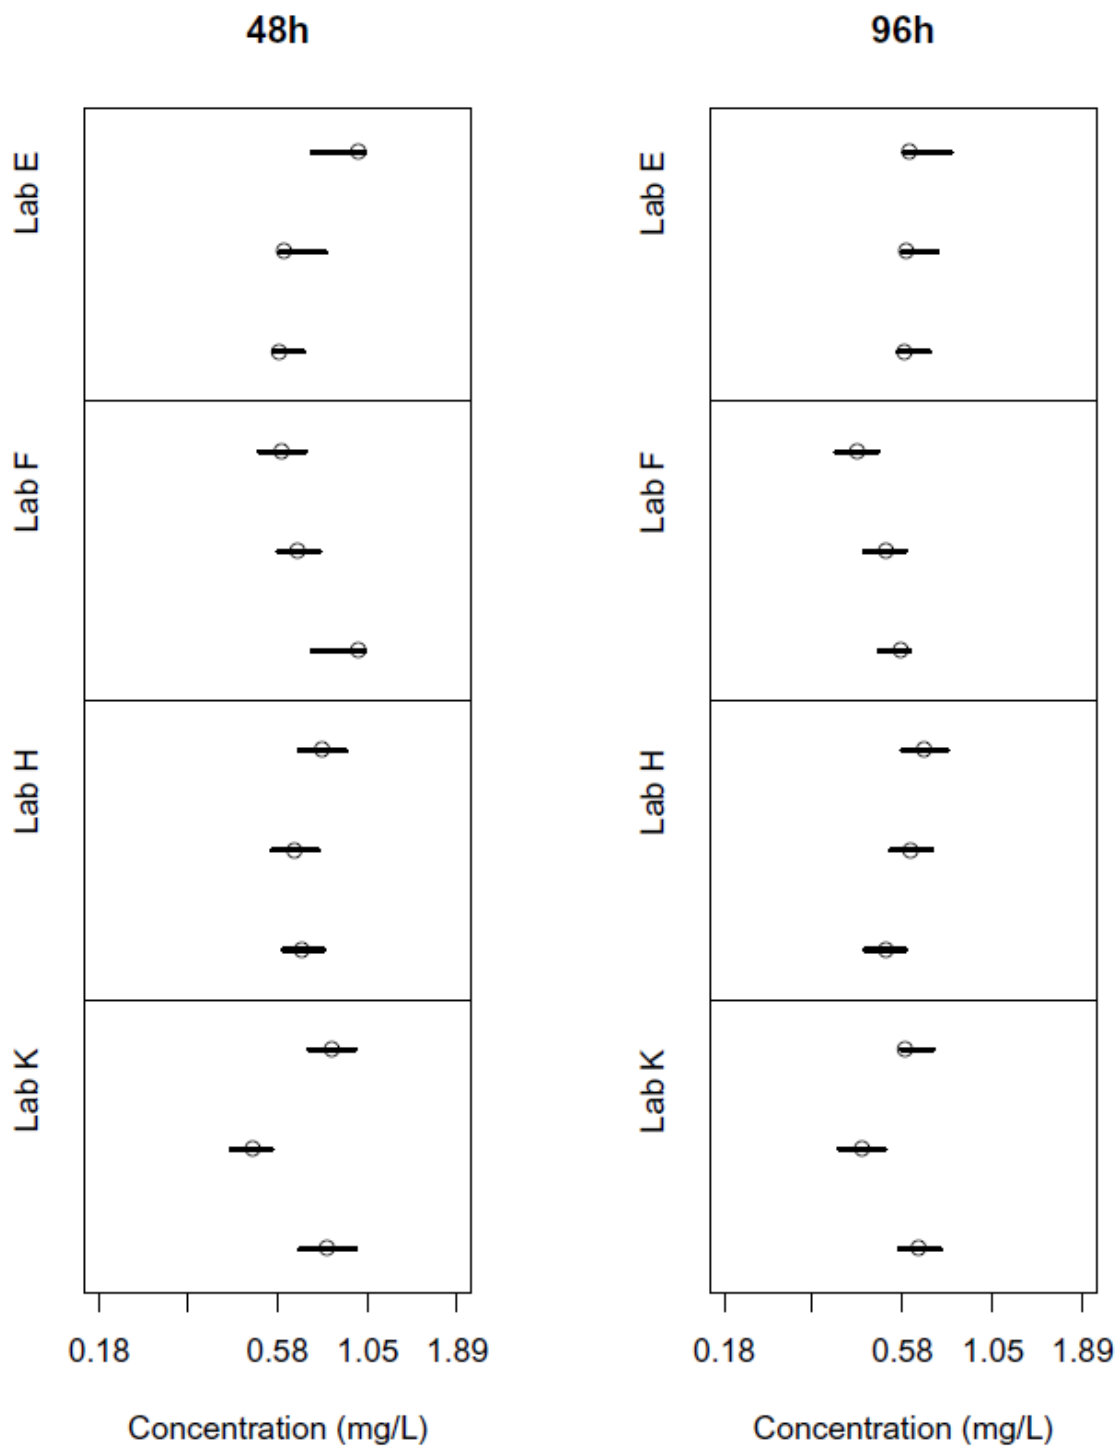 48h
Lab E
Lab F
Lab H
Lab K
0.18 0.58 1.05 1.89
Concentration (mg/L)
96h
Lab E
Lab F
Lab H
Lab K
0.18 0.58 1.05 1.89
Concentration (mg/L)